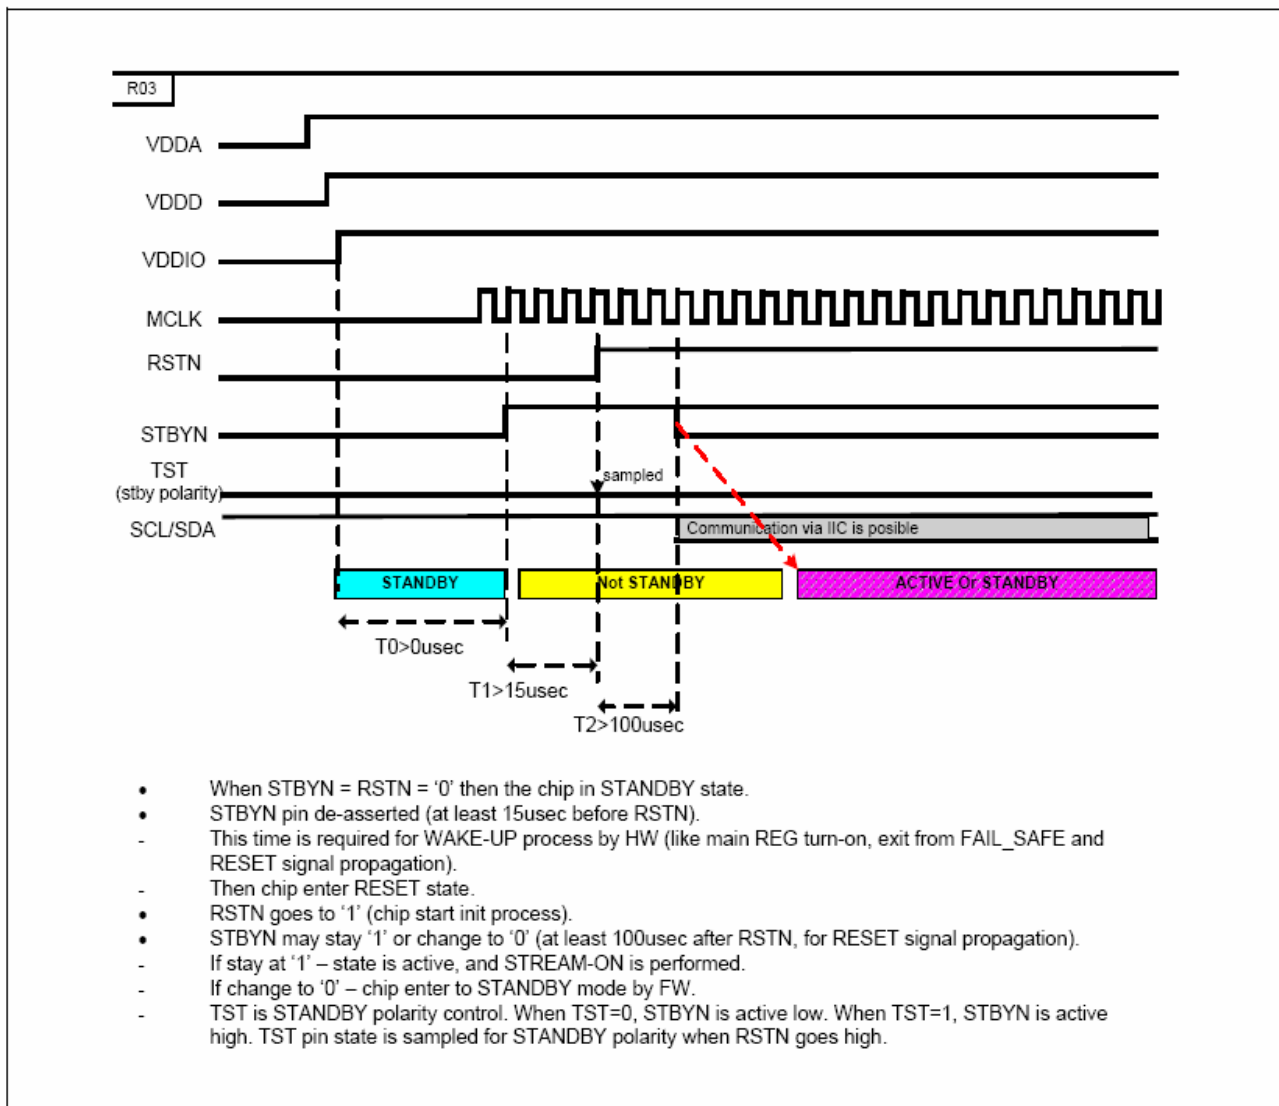 R03
VDDA
VDDD
VDDIO
MCLK
RSTN
STBYN
TST
(stby polarity)
sampled
SCL/SDA
Communication via IIC is posible
STANDBY
Not STANDBY
ACTIVE Or STANDBY
T0>0usec
T1>15usec
T2>100usec
• When STBYN = RSTN = ‘0’ then the chip in STANDBY state.
• STBYN pin de-asserted (at least 15usec before RSTN).
- This time is required for WAKE-UP process by HW (like main REG turn-on, exit from FAIL_SAFE and
RESET signal propagation).
- Then chip enter RESET state.
• RSTN goes to ‘1’ (chip start init process).
• STBYN may stay ‘1’ or change to ‘0’ (at least 100usec after RSTN, for RESET signal propagation).
- If stay at ‘1’ – state is active, and STREAM-ON is performed.
- If change to ‘0’ – chip enter to STANDBY mode by FW.
- TST is STANDBY polarity control. When TST=0, STBYN is active low. When TST=1, STBYN is active
high. TST pin state is sampled for STANDBY polarity when RSTN goes high.